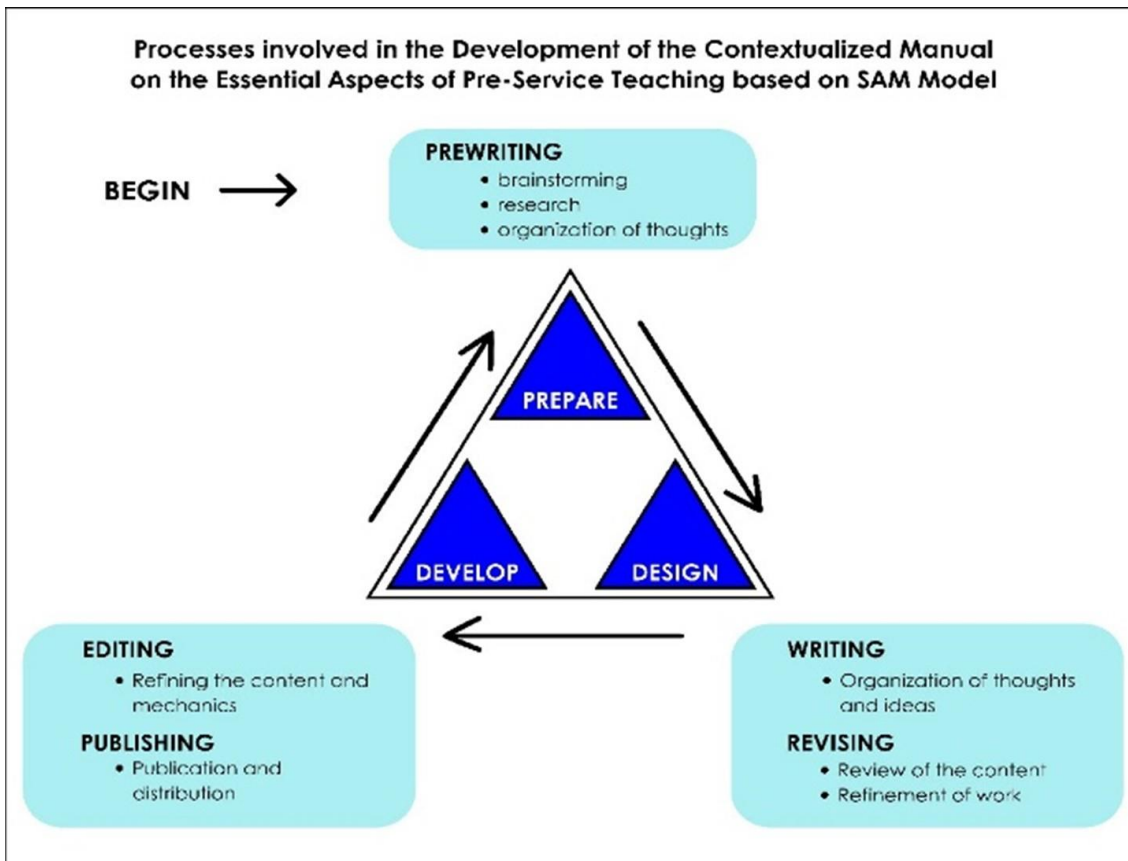 Processes involved in the Development of the Contextualized Manual
on the Essential Aspects of Pre-Service Teaching based on SAM Model
PREWRITING
• brainstorming
• research
• organization of thoughts
BEGIN
PREPARE
DEVELOP
DESIGN
EDITING
• Refining the content and
mechanics
PUBLISHING
• Publication and
distribution
WRITING
• Organization of thoughts
and ideas
REVISING
• Review of the content
• Refinement of work